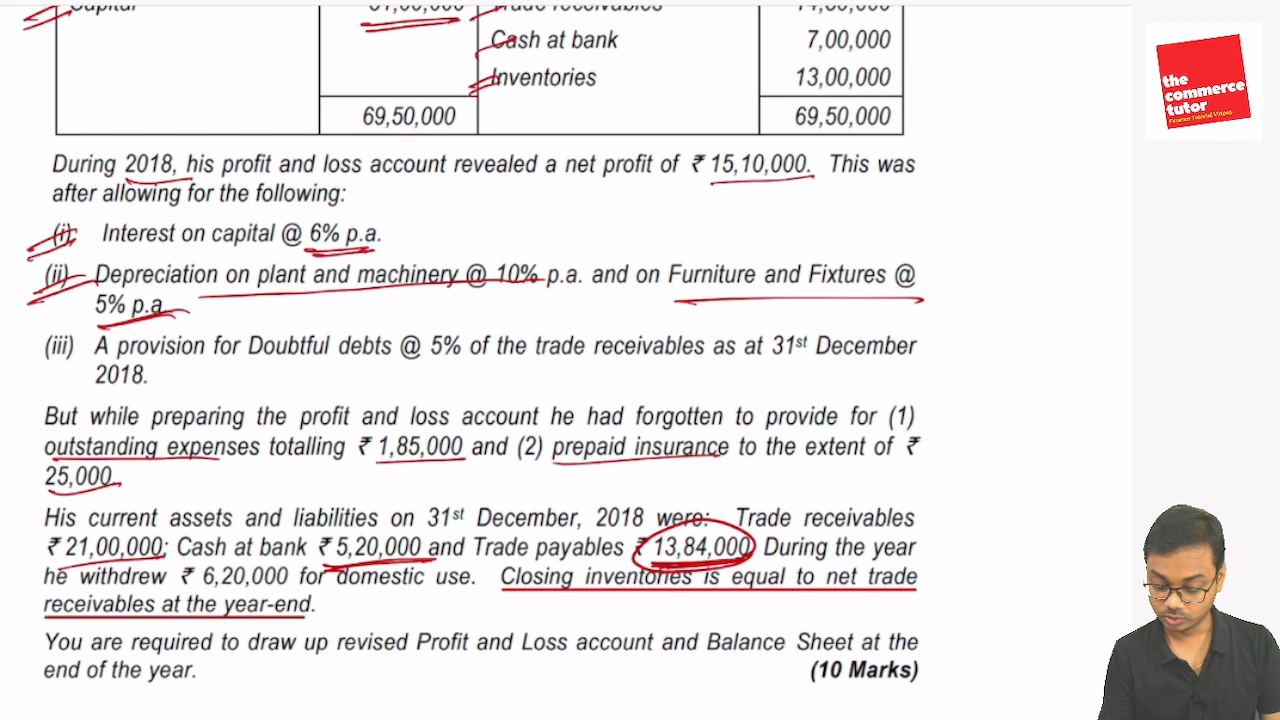 Capital
Cash at bank 7,00,000
Inventories 13,00,000
69,50,000 69,50,000
During 2018, his profit and loss account revealed a net profit of ₹ 15,10,000. This was
after allowing for the following:
(i) Interest on capital @ 6% p.a.
(ii) Depreciation on plant and machinery @ 10% p.a. and on Furniture and Fixtures @
5% p.a.
(iii) A provision for Doubtful debts @ 5% of the trade receivables as at 31st December
2018.
But while preparing the profit and loss account he had forgotten to provide for (1)
outstanding expenses totalling ₹ 1,85,000 and (2) prepaid insurance to the extent of ₹
25,000.
His current assets and liabilities on 31st December, 2018 were: Trade receivables
₹ 21,00,000; Cash at bank ₹ 5,20,000 and Trade payables ₹ 13,84,000. During the year
he withdrew ₹ 6,20,000 for domestic use. Closing inventories is equal to net trade
receivables at the year-end.
You are required to draw up revised Profit and Loss account and Balance Sheet at the
end of the year. (10 Marks)
the
commerce
tutor